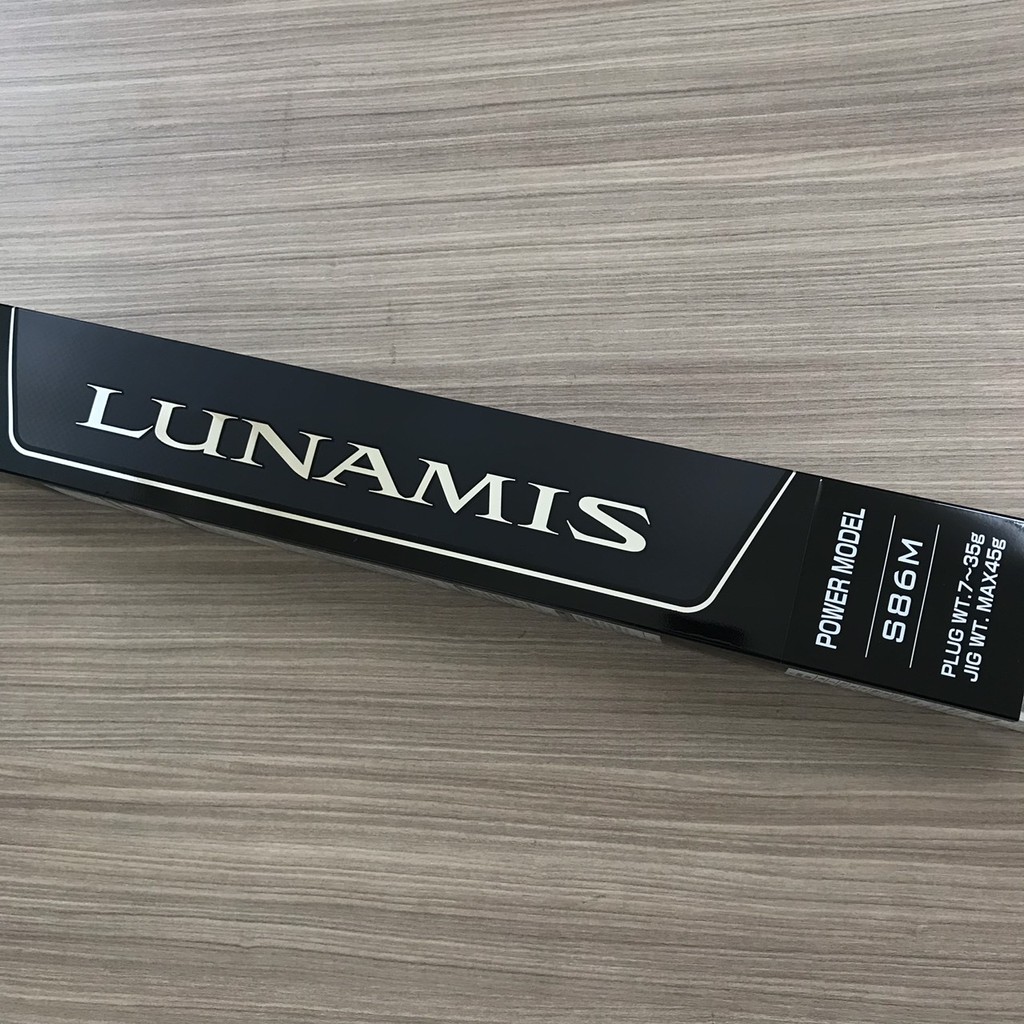 LUNAMIS
POWER MODEL
S86M
PLUG WT.7~35g
JIG WT. MAX45g